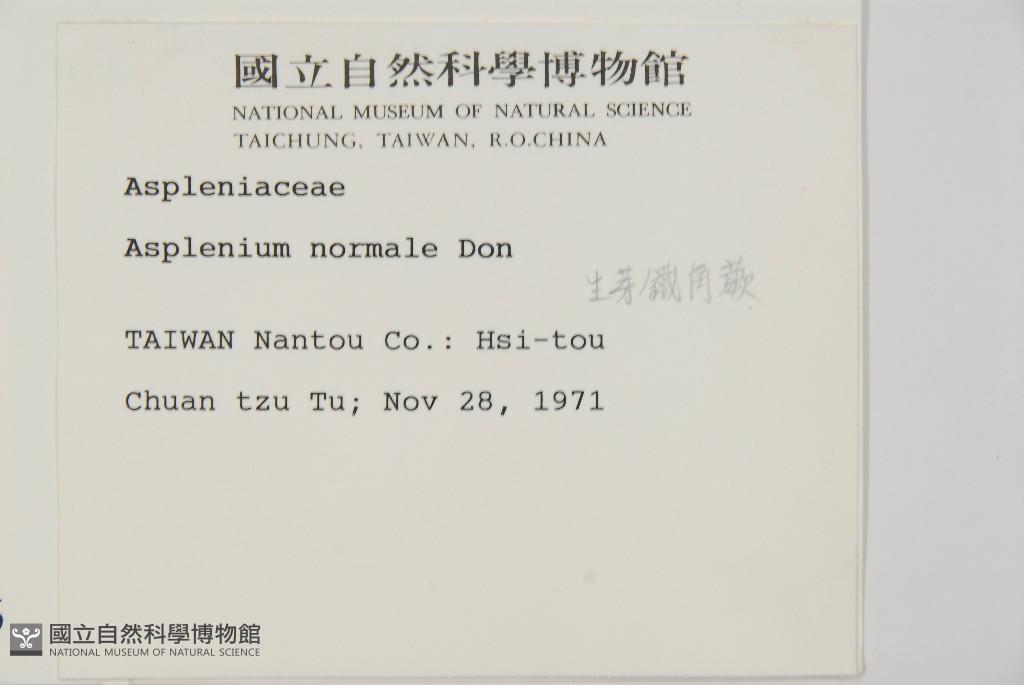 國立自然科學博物館
NATIONAL MUSEUM OF NATURAL SCIENCE
TAICHUNG, TAIWAN, R.O.CHINA
Aspleniaceae
Asplenium normale Don
生芽鐵角蕨
TAIWAN Nantou Co.: Hsi-tou
Chuan tzu Tu; Nov 28, 1971
國立自然科學博物館
NATIONAL MUSEUM OF NATURAL SCIENCE